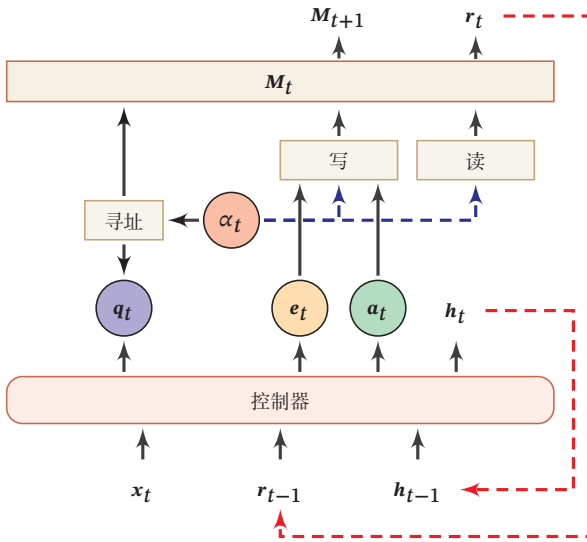 M_{t+1} r_t
M_t
写 读
寻址 α_t
q_t e_t a_t h_t
控制器
x_t r_{t−1} h_{t−1}